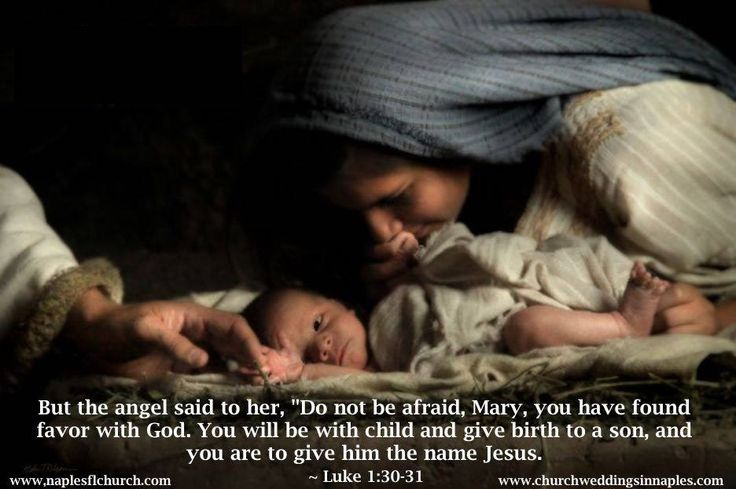 But the angel said to her, "Do not be afraid, Mary, you have found
favor with God. You will be with child and give birth to a son, and
you are to give him the name Jesus.
~ Luke 1:30-31
www.naplesflchurch.com
www.churchweddingsinnaples.com